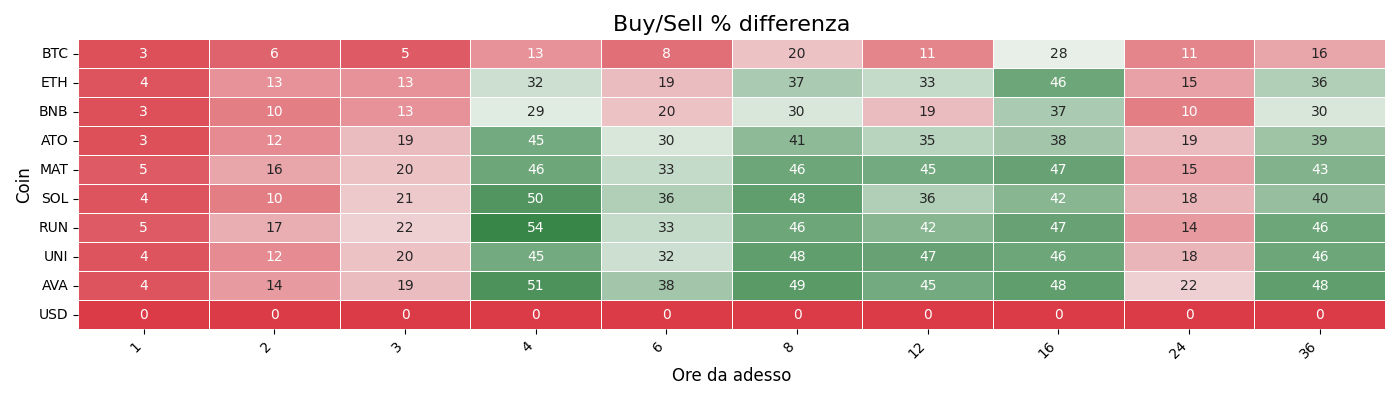 Buy/Sell % differenza
Coin
BTC 3 6 5 13 8 20 11 28 11 16
ETH 4 13 13 32 19 37 33 46 15 36
BNB 3 10 13 29 20 30 19 37 10 30
ATO 3 12 19 45 30 41 35 38 19 39
MAT 5 16 20 46 33 46 45 47 15 43
SOL 4 10 21 50 36 48 36 42 18 40
RUN 5 17 22 54 33 46 42 47 14 46
UNI 4 12 20 45 32 48 47 46 18 46
AVA 4 14 19 51 38 49 45 48 22 48
USD 0 0 0 0 0 0 0 0 0 0
1 2 3 4 6 8 12 16 24 36
Ore da adesso